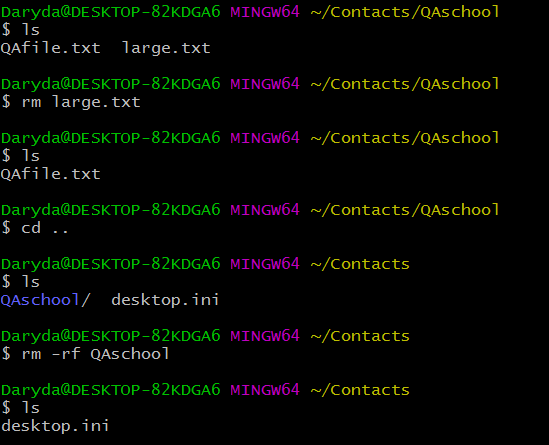 Daryda@DESKTOP-82KDGA6 MINGW64 ~/Contacts/QAschool
$ ls
QAfile.txt  large.txt
Daryda@DESKTOP-82KDGA6 MINGW64 ~/Contacts/QAschool
$ rm large.txt
Daryda@DESKTOP-82KDGA6 MINGW64 ~/Contacts/QAschool
$ ls
QAfile.txt
Daryda@DESKTOP-82KDGA6 MINGW64 ~/Contacts/QAschool
$ cd ..
Daryda@DESKTOP-82KDGA6 MINGW64 ~/Contacts
$ ls
QAschool/  desktop.ini
Daryda@DESKTOP-82KDGA6 MINGW64 ~/Contacts
$ rm -rf QAschool
Daryda@DESKTOP-82KDGA6 MINGW64 ~/Contacts
$ ls
desktop.ini